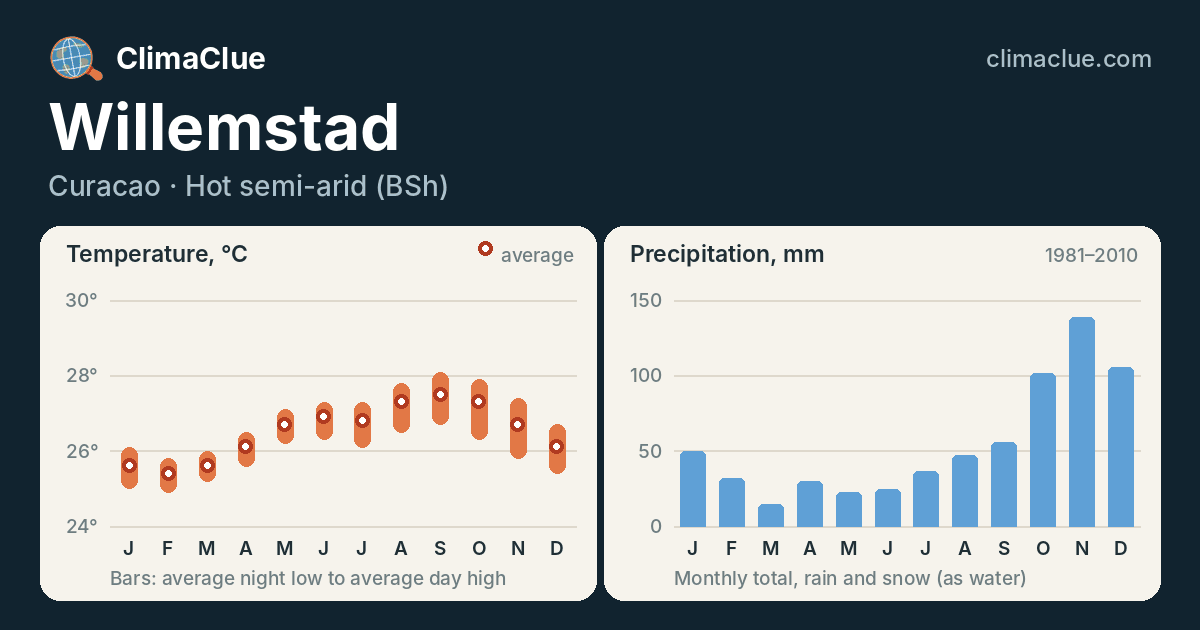 ClimaClue
climaclue.com
Willemstad
Curacao · Hot semi-arid (BSh)
Temperature, °C
average
30°
28°
26°
24°
J F M A M J J A S O N D
Bars: average night low to average day high
Precipitation, mm
1981–2010
150
100
50
0
J F M A M J J A S O N D
Monthly total, rain and snow (as water)